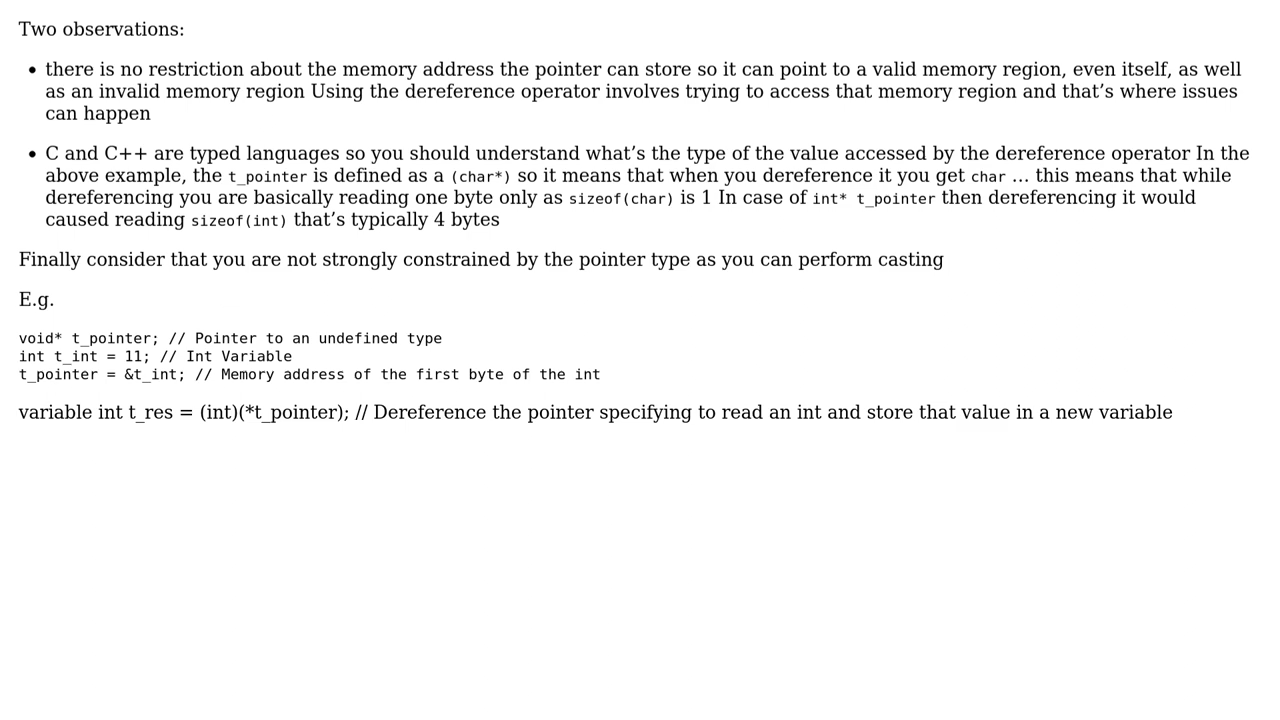 Two observations:
• there is no restriction about the memory address the pointer can store so it can point to a valid memory region, even itself, as well
as an invalid memory region Using the dereference operator involves trying to access that memory region and that’s where issues
can happen
• C and C++ are typed languages so you should understand what’s the type of the value accessed by the dereference operator In the
above example, the t_pointer is defined as a (char*) so it means that when you dereference it you get char … this means that while
dereferencing you are basically reading one byte only as sizeof(char) is 1 In case of int* t_pointer then dereferencing it would
caused reading sizeof(int) that’s typically 4 bytes
Finally consider that you are not strongly constrained by the pointer type as you can perform casting
E.g.
void* t_pointer; // Pointer to an undefined type
int t_int = 11; // Int Variable
t_pointer = &t_int; // Memory address of the first byte of the int
variable int t_res = (int)(*t_pointer); // Dereference the pointer specifying to read an int and store that value in a new variable